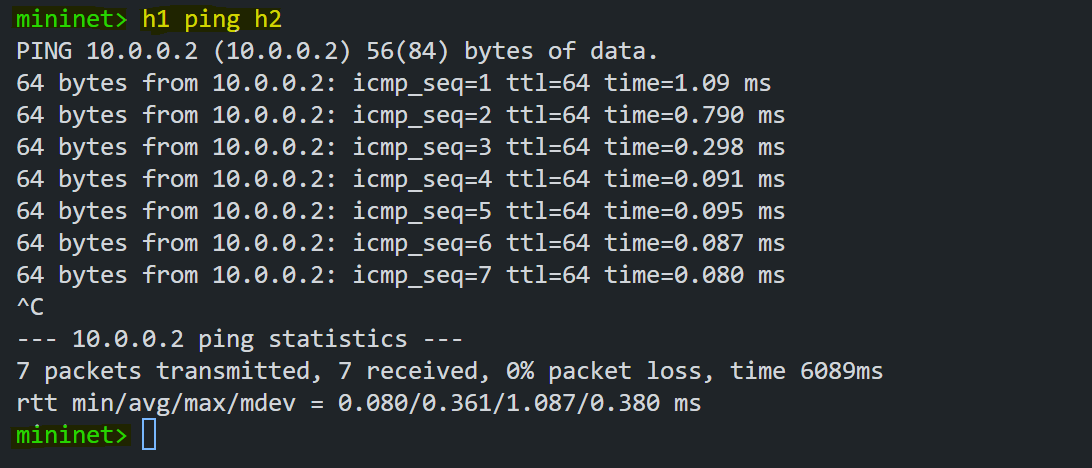 mininet> h1 ping h2
PING 10.0.0.2 (10.0.0.2) 56(84) bytes of data.
64 bytes from 10.0.0.2: icmp_seq=1 ttl=64 time=1.09 ms
64 bytes from 10.0.0.2: icmp_seq=2 ttl=64 time=0.790 ms
64 bytes from 10.0.0.2: icmp_seq=3 ttl=64 time=0.298 ms
64 bytes from 10.0.0.2: icmp_seq=4 ttl=64 time=0.091 ms
64 bytes from 10.0.0.2: icmp_seq=5 ttl=64 time=0.095 ms
64 bytes from 10.0.0.2: icmp_seq=6 ttl=64 time=0.087 ms
64 bytes from 10.0.0.2: icmp_seq=7 ttl=64 time=0.080 ms
^C
--- 10.0.0.2 ping statistics ---
7 packets transmitted, 7 received, 0% packet loss, time 6089ms
rtt min/avg/max/mdev = 0.080/0.361/1.087/0.380 ms
mininet>